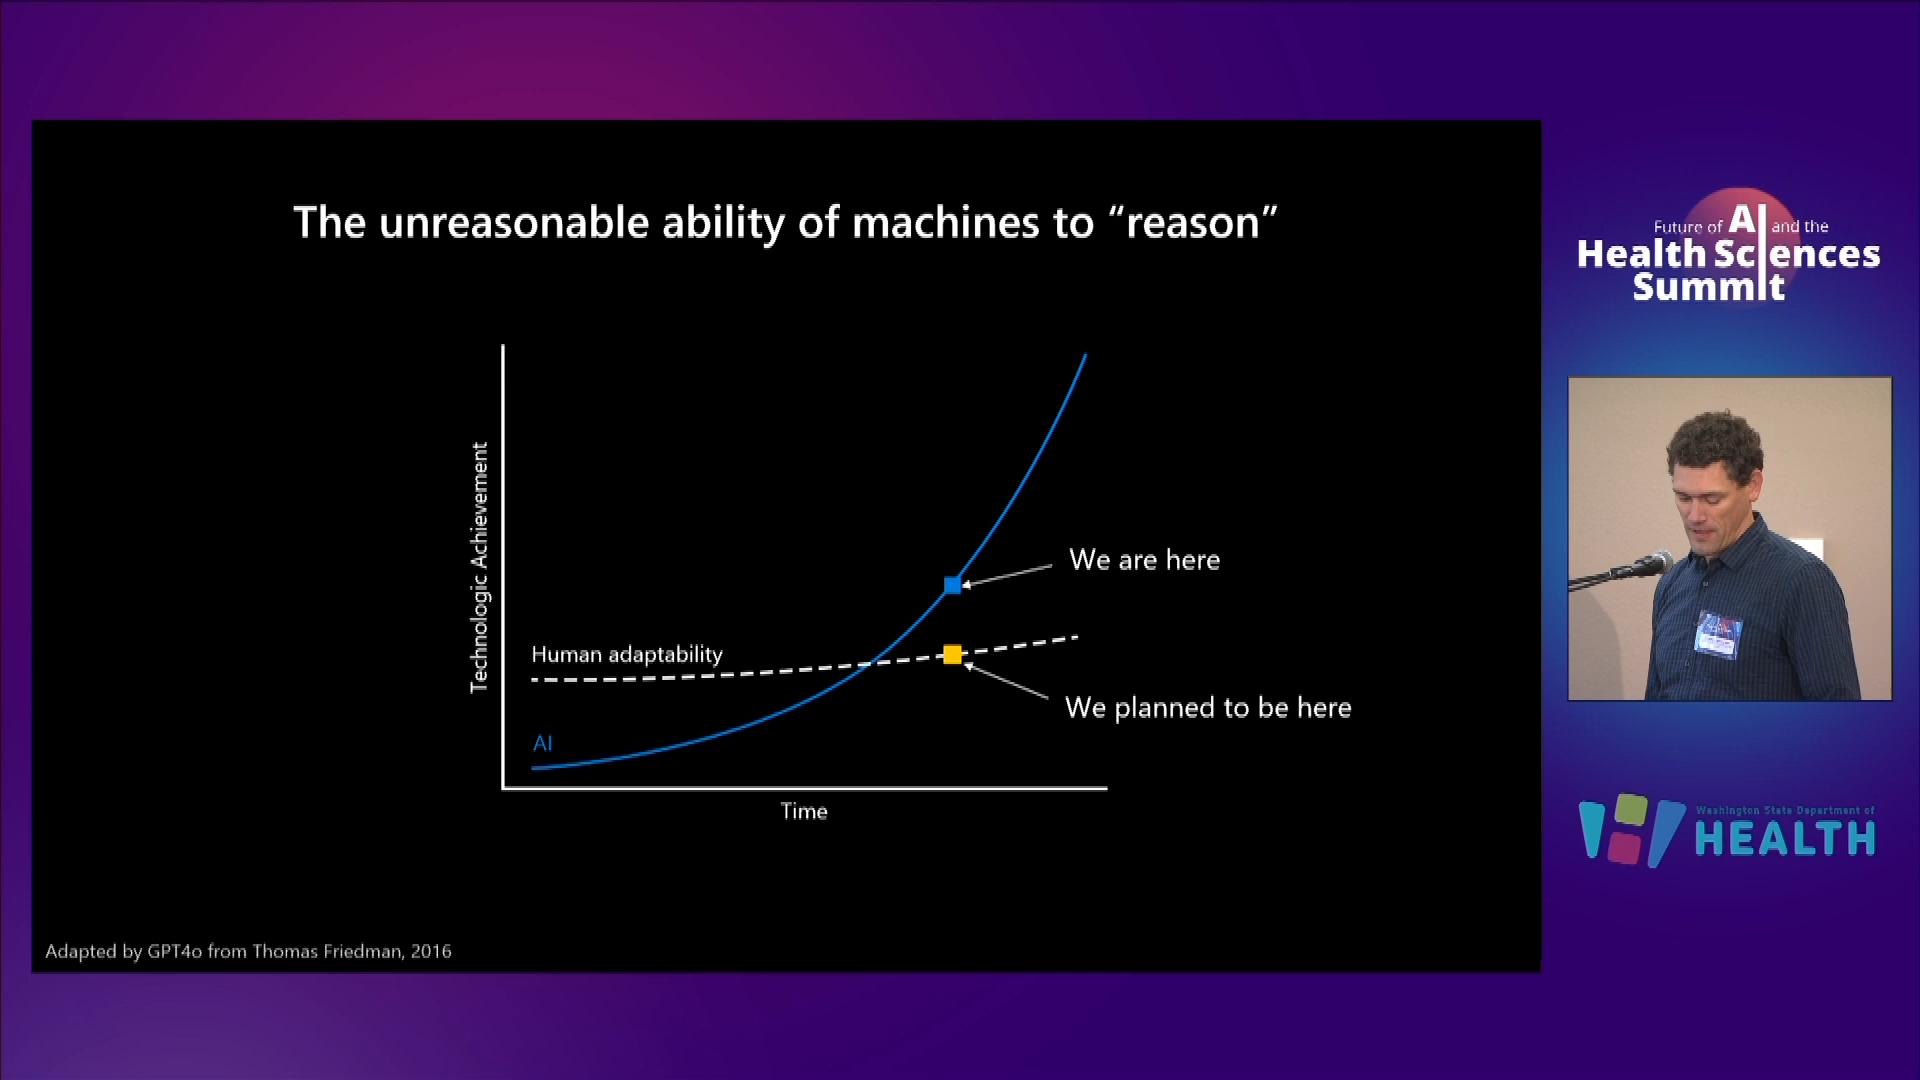 The unreasonable ability of machines to “reason”
Technologic Achievement
We are here
Human adaptability
We planned to be here
AI
Time
Adapted by GPT4o from Thomas Friedman, 2016
Future of AI and the
Health Sciences
Summit
Washington State Department of
HEALTH